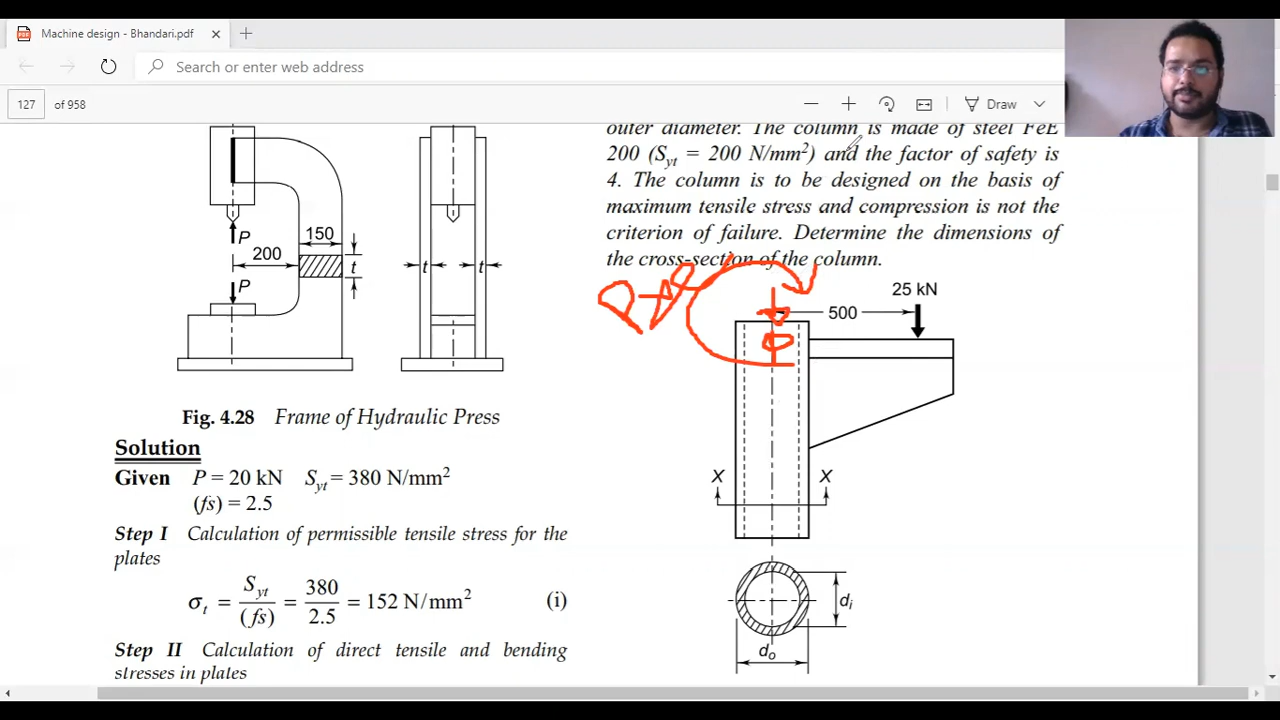 Machine design - Bhandari.pdf
Search or enter web address
127 of 958
Draw
P
200
150
t
P
t
t
Fig. 4.28 Frame of Hydraulic Press
Solution
Given P = 20 kN Syt = 380 N/mm²
(fs) = 2.5
Step I Calculation of permissible tensile stress for the
plates
σt = Syt / (fs) = 380 / 2.5 = 152 N/mm² (i)
Step II Calculation of direct tensile and bending
stresses in plates
outer diameter. The column is made of steel FeE
200 (Syt = 200 N/mm²) and the factor of safety is
4. The column is to be designed on the basis of
maximum tensile stress and compression is not the
criterion of failure. Determine the dimensions of
the cross-section of the column.
25 kN
500
X X
di
do